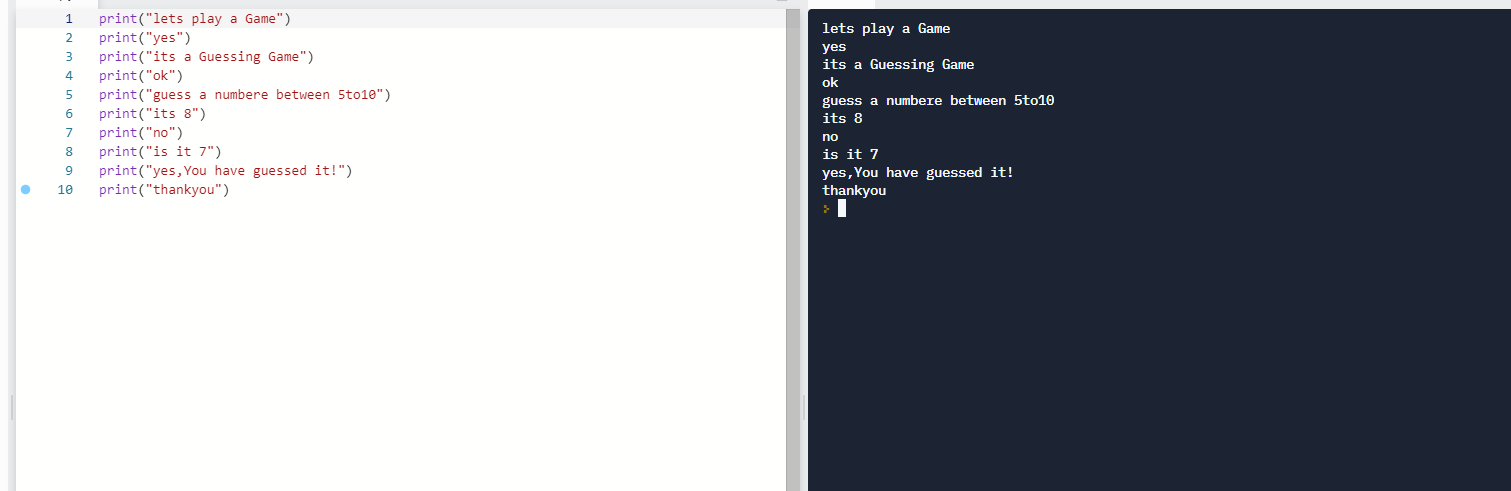 1 print("lets play a Game")
2 print("yes")
3 print("its a Guessing Game")
4 print("ok")
5 print("guess a numbere between 5to10")
6 print("its 8")
7 print("no")
8 print("is it 7")
9 print("yes,You have guessed it!")
10 print("thankyou")
lets play a Game
yes
its a Guessing Game
ok
guess a numbere between 5to10
its 8
no
is it 7
yes,You have guessed it!
thankyou